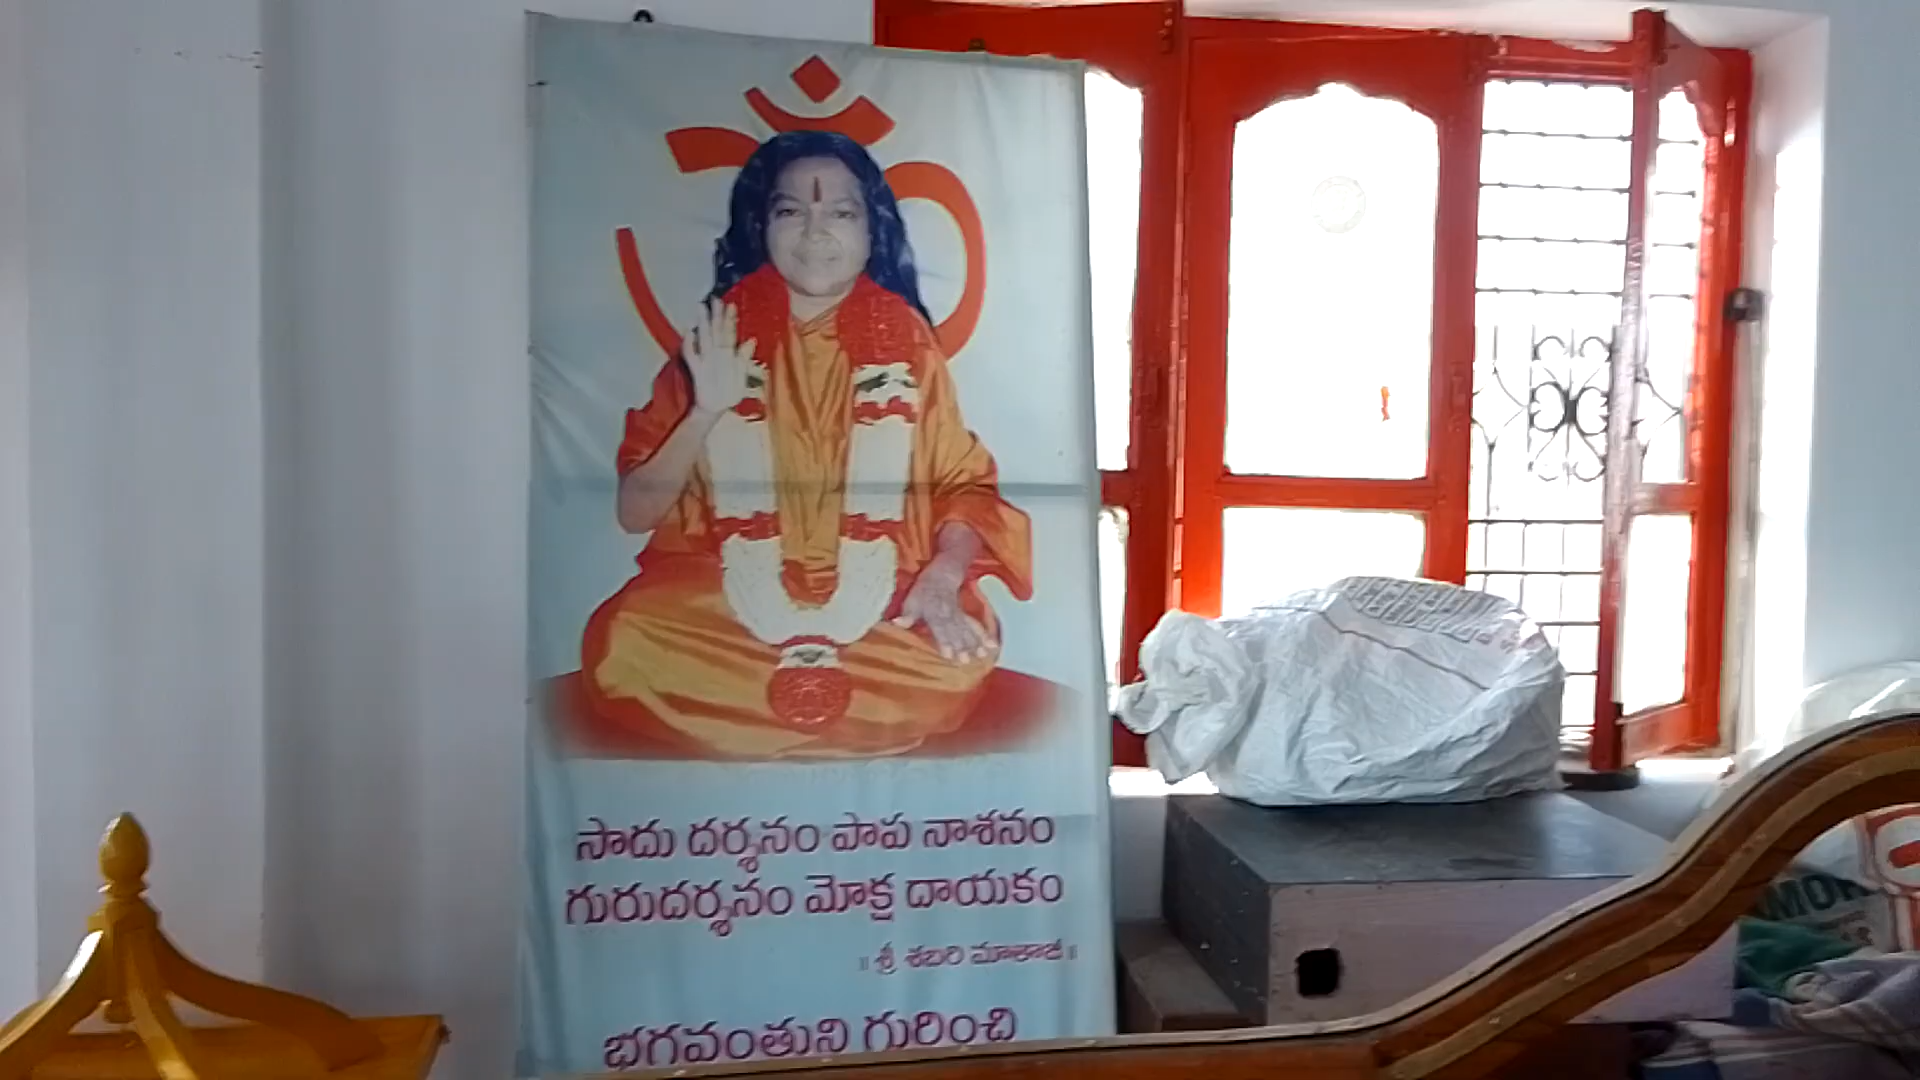 సాదు దర్శనం పాప నాశనం
గురుదర్శనం మోక్ష దాయకం
॥ శ్రీ శబరి మాతాజీ ॥
భగవంతుని గురించి